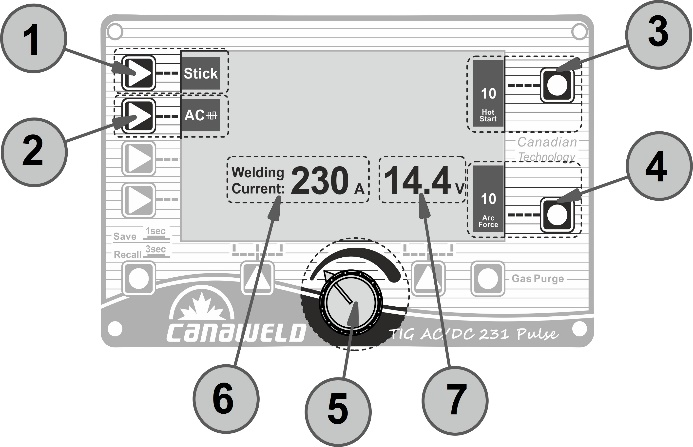 1
3
Stick
10
Hot
Start
2
AC
Canadian
Technology
4
Welding
Current: 230 A
14.4 V
10
Arc
Force
Save 1sec
Recall 3sec
Gas Purge
CANAWELD
TIG AC/DC 231 Pulse
6
5
7